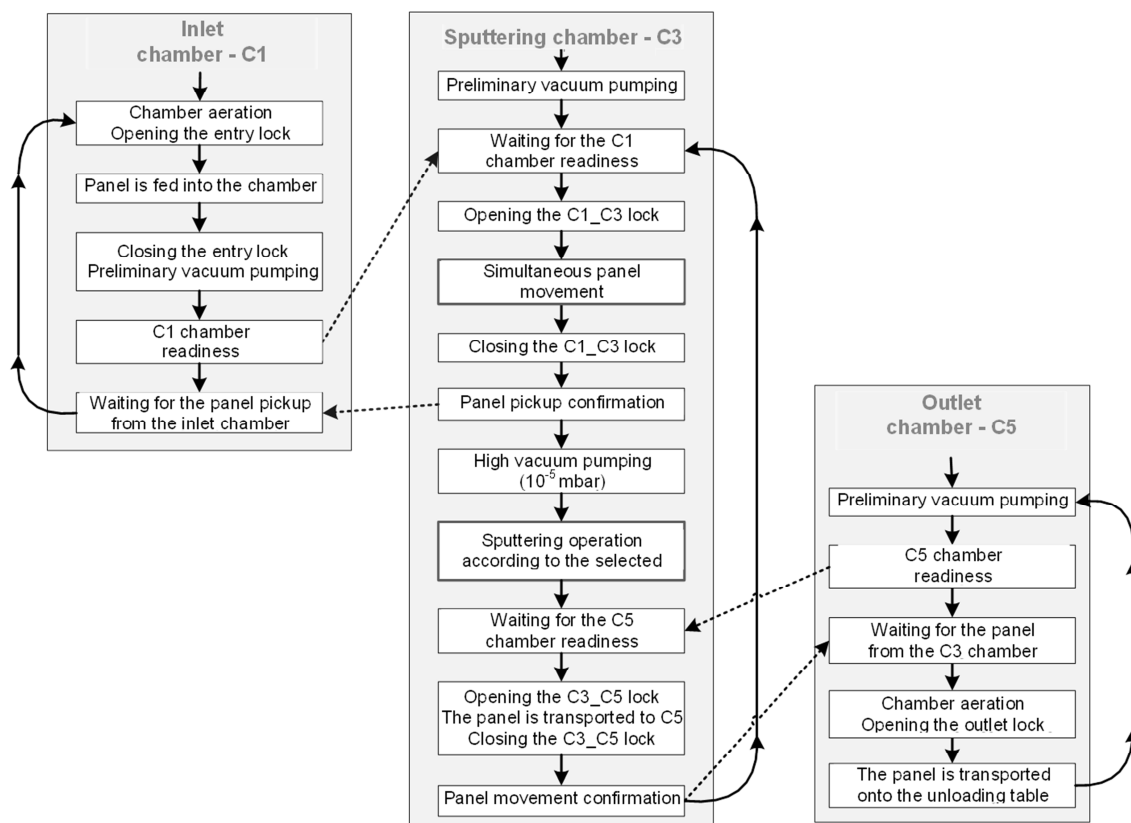 Inlet
chamber - C1
Chamber aeration
Opening the entry lock
Panel is fed into the chamber
Closing the entry lock
Preliminary vacuum pumping
C1 chamber
readiness
Waiting for the panel pickup
from the inlet chamber
Sputtering chamber - C3
Preliminary vacuum pumping
Waiting for the C1
chamber readiness
Opening the C1_C3 lock
Simultaneous panel
movement
Closing the C1_C3 lock
Panel pickup confirmation
High vacuum pumping
(10⁻⁵ mbar)
Sputtering operation
according to the selected
Waiting for the C5
chamber readiness
Opening the C3_C5 lock
The panel is transported to C5
Closing the C3_C5 lock
Panel movement confirmation
Outlet
chamber - C5
Preliminary vacuum pumping
C5 chamber
readiness
Waiting for the panel
from the C3 chamber
Chamber aeration
Opening the outlet lock
The panel is transported
onto the unloading table